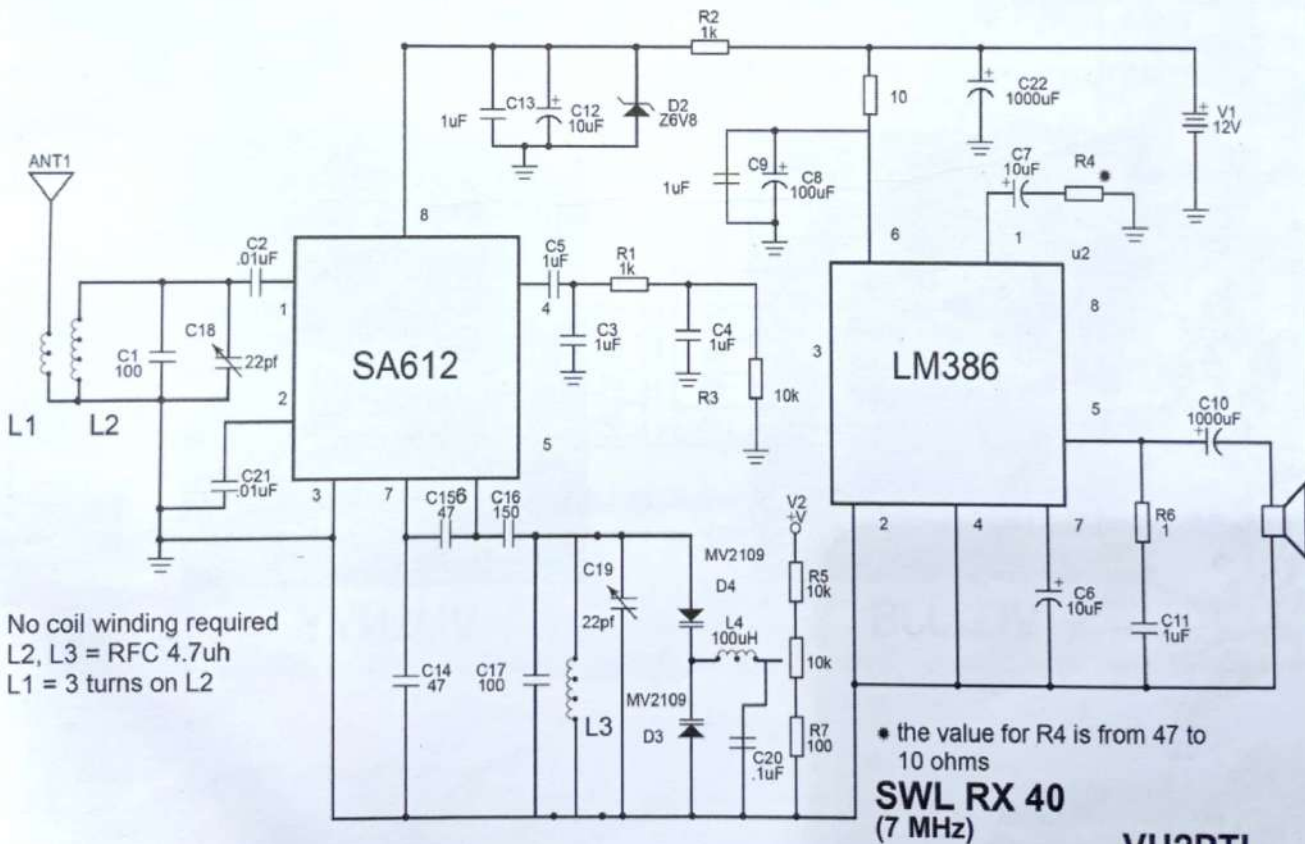 R2
1k
ANT1
1uF
C13
C12
10uF
D2
Z6V8
10
C22
1000uF
V1
12V
C9
1uF
C8
100uF
C7
10uF
R4
*
8
6
1
u2
C2
.01uF
C5
1uF
R1
1k
1
4
C18
22pf
C1
100
SA612
C3
1uF
C4
1uF
R3
10k
3
LM386
8
5
2
5
C10
1000uF
L1
L2
C21
.01uF
3
7
C15
47
6
C16
150
V2
+V
2
4
7
R6
1
MV2109
D4
R5
10k
C19
22pf
L4
100uH
C6
10uF
C11
1uF
No coil winding required
L2, L3 = RFC 4.7uh
L1 = 3 turns on L2
C14
47
C17
100
10k
MV2109
D3
L3
R7
100
C20
.1uF
* the value for R4 is from 47 to
10 ohms
SWL RX 40
(7 MHz)